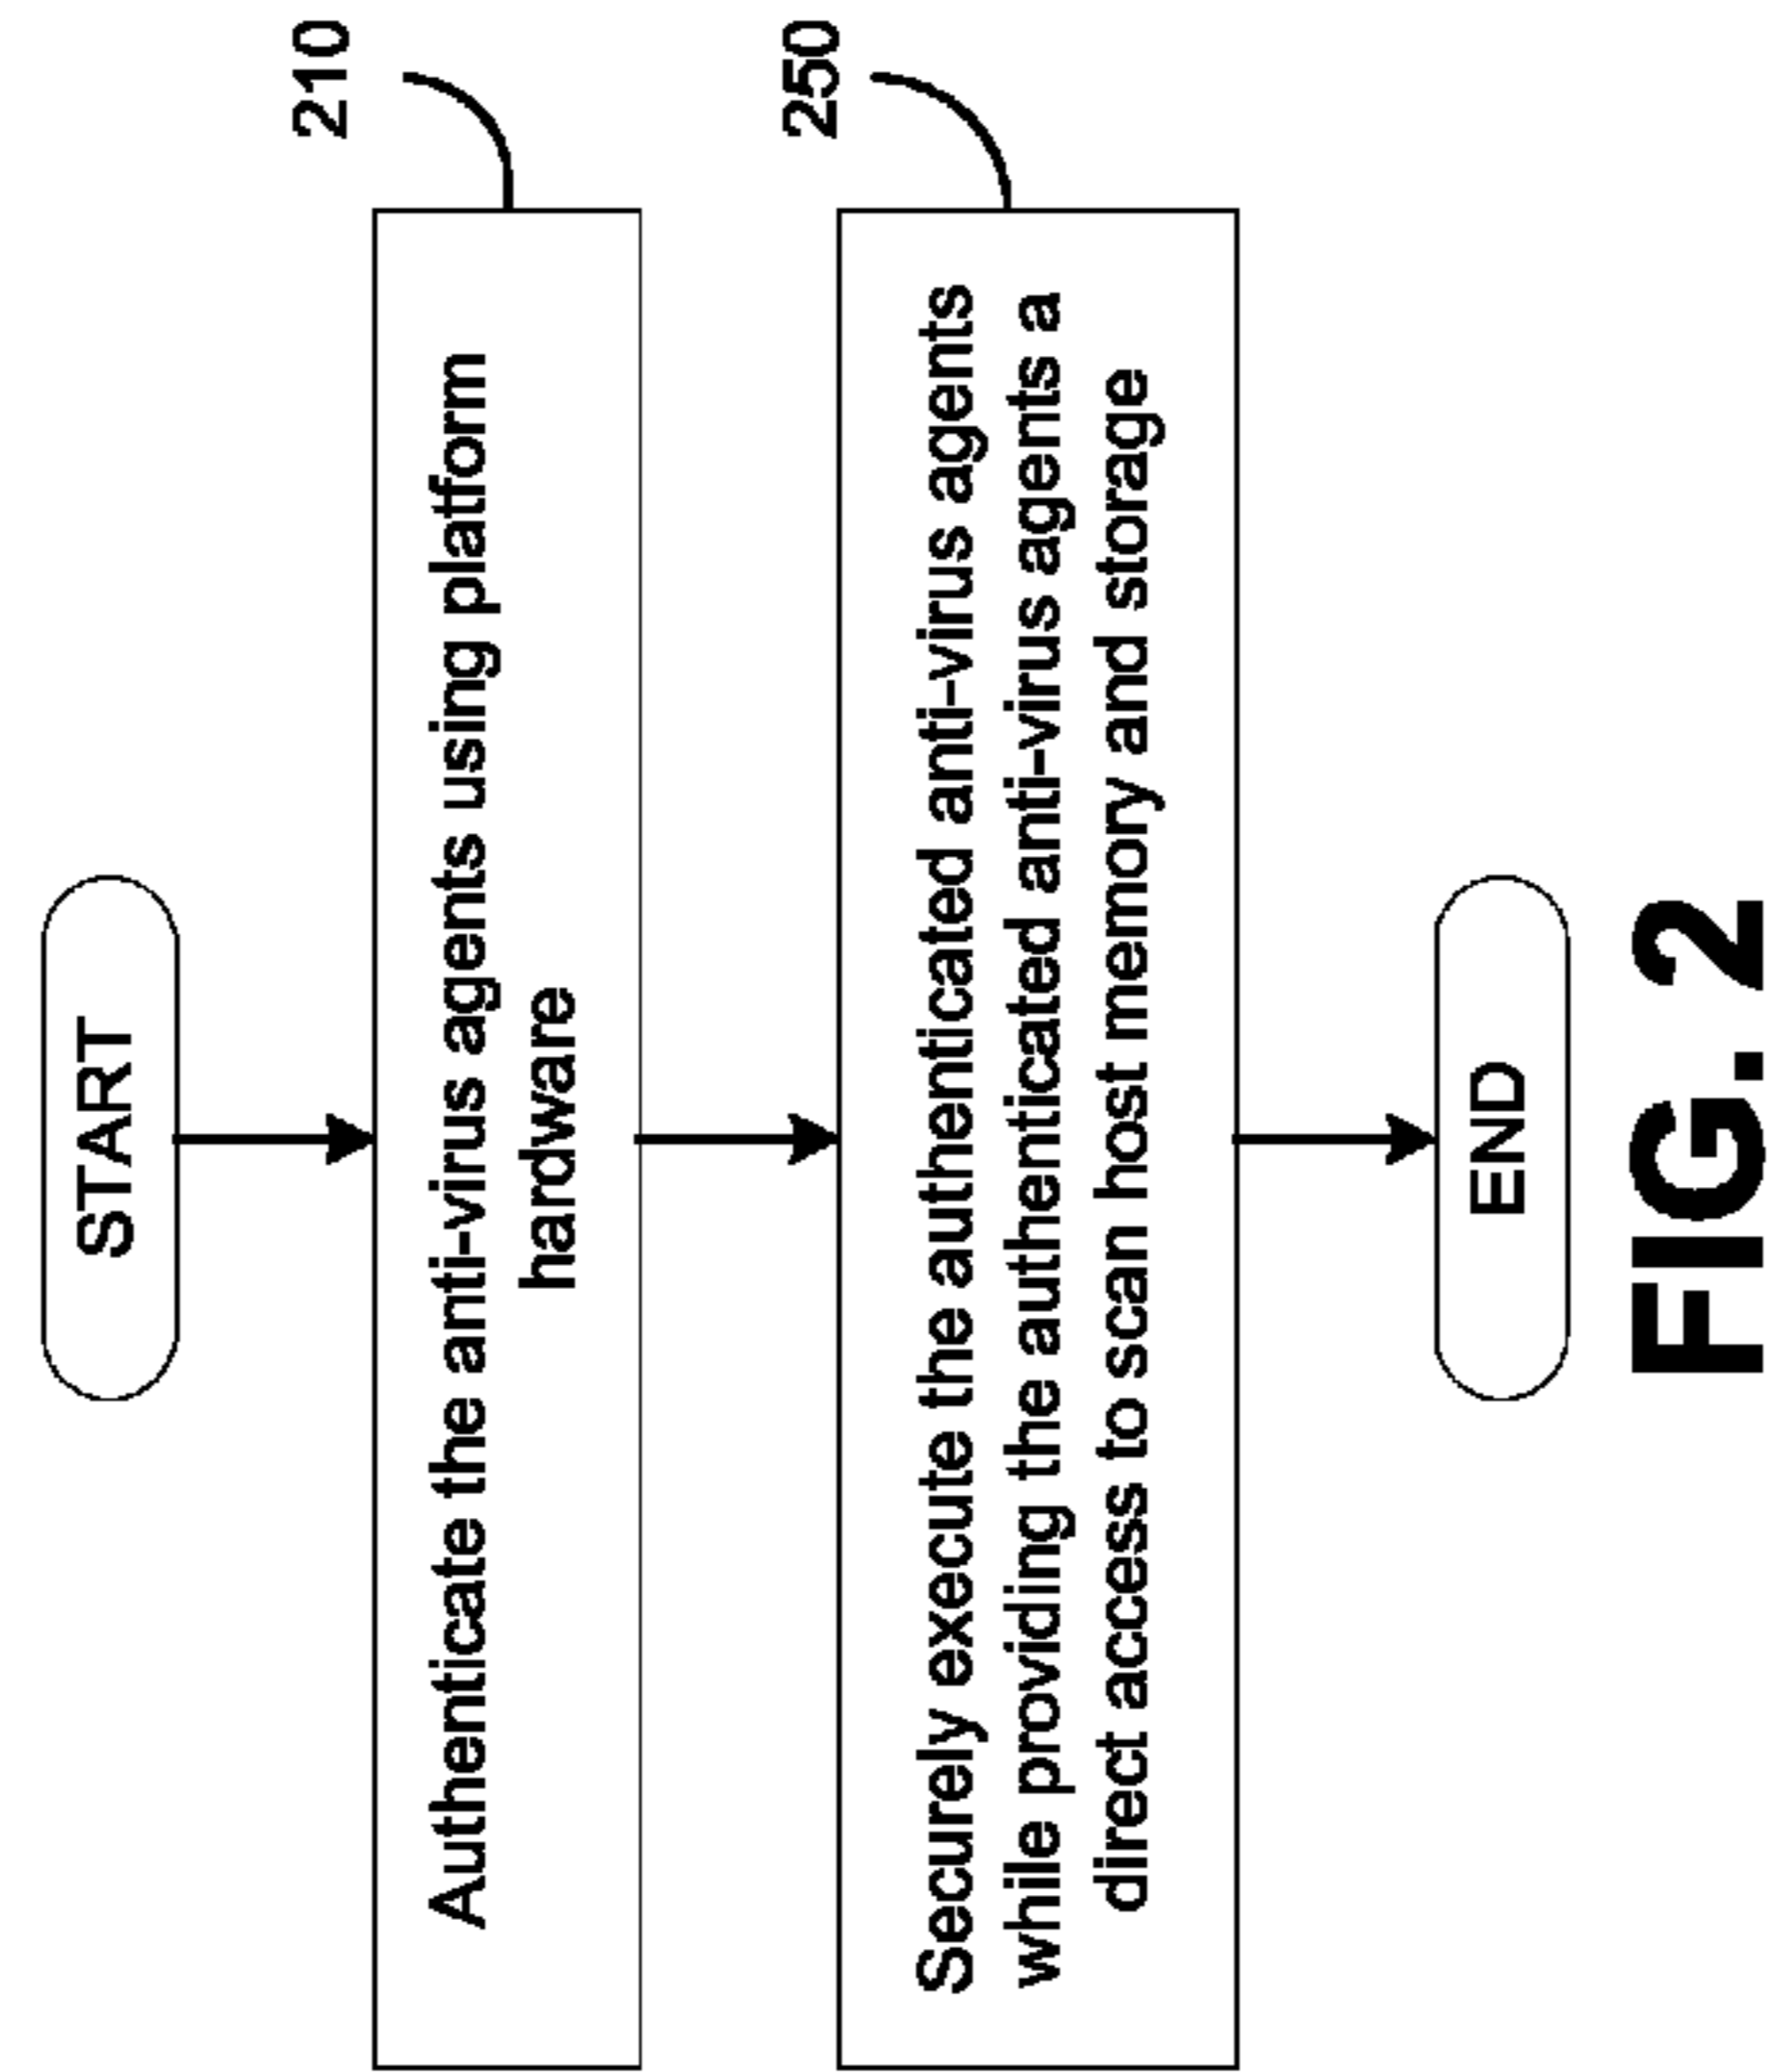 START
210
Authenticate the anti-virus agents using platform
hardware
250
Securely execute the authenticated anti-virus agents
while providing the authenticated anti-virus agents a
direct access to scan host memory and storage
END
FIG. 2